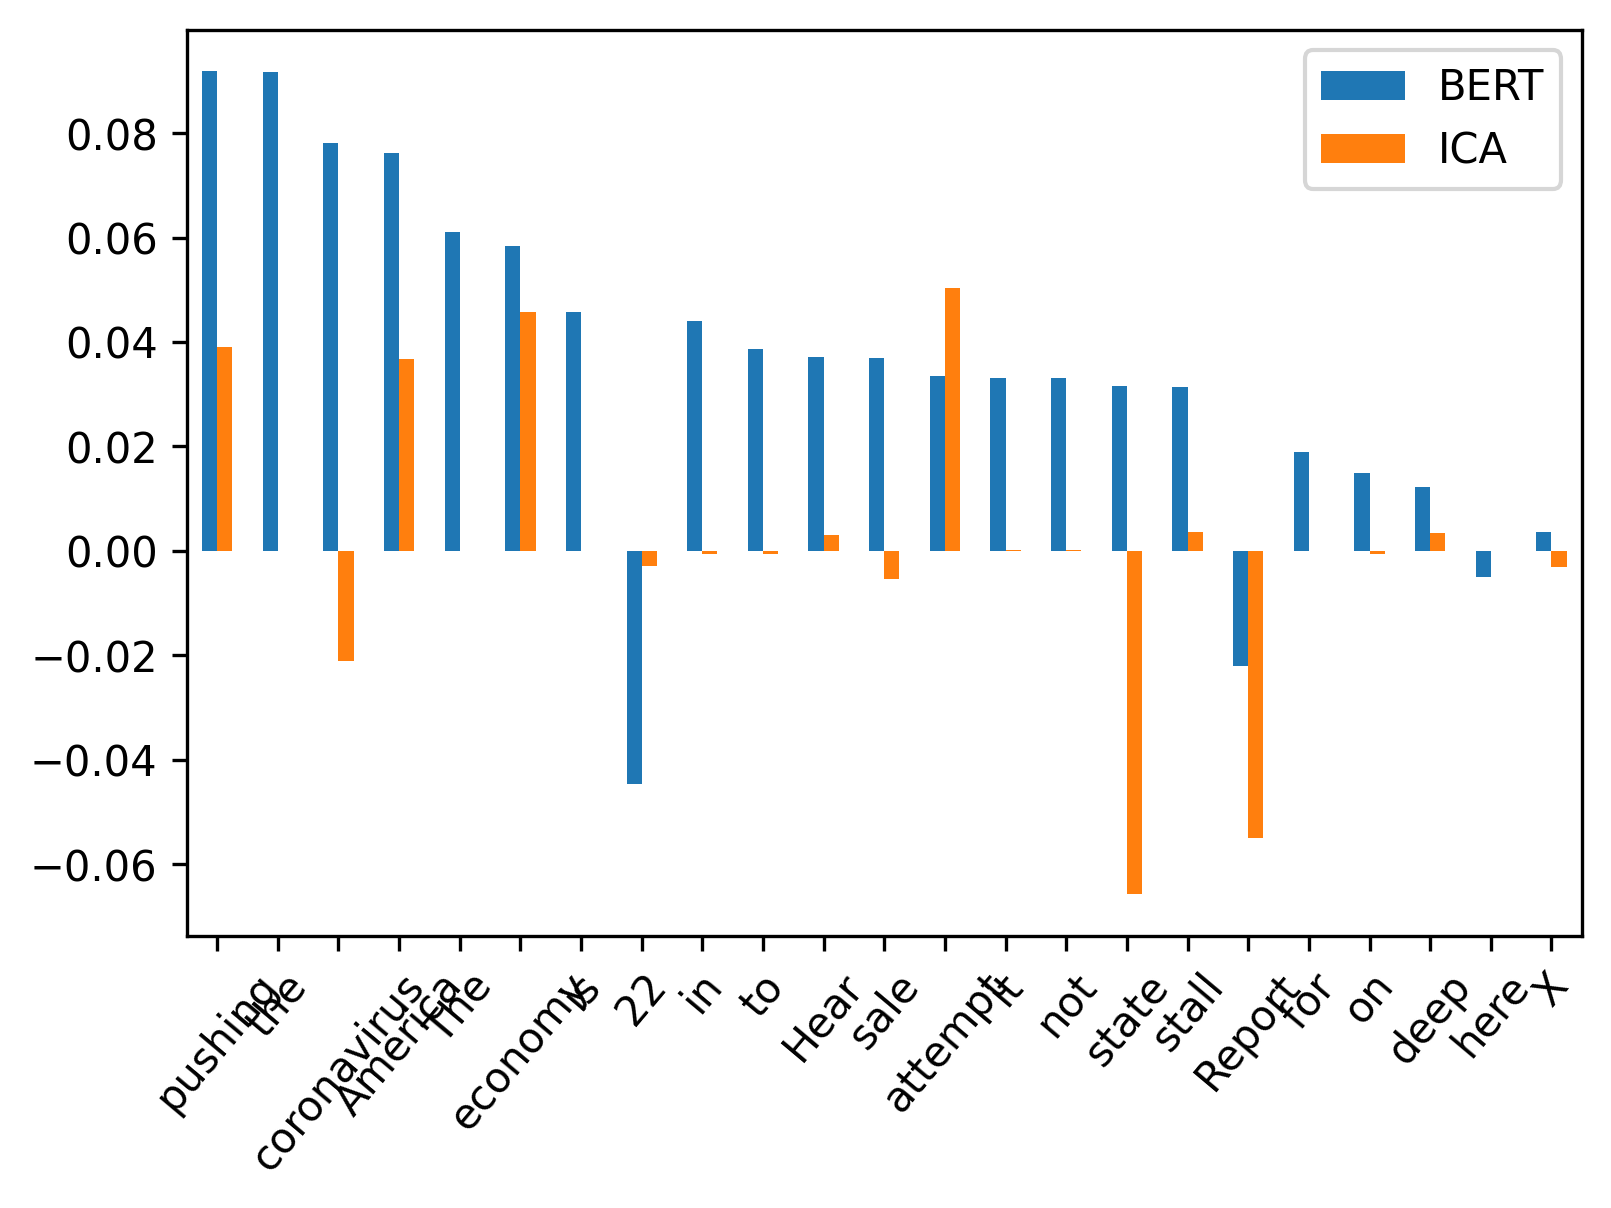 BERT
ICA
0.08
0.06
0.04
0.02
0.00
−0.02
−0.04
−0.06
pushing
the
coronavirus
America
The
economy
is
22
in
to
Hear
sale
attempt
it
not
state
stall
Report
for
on
deep
here
X